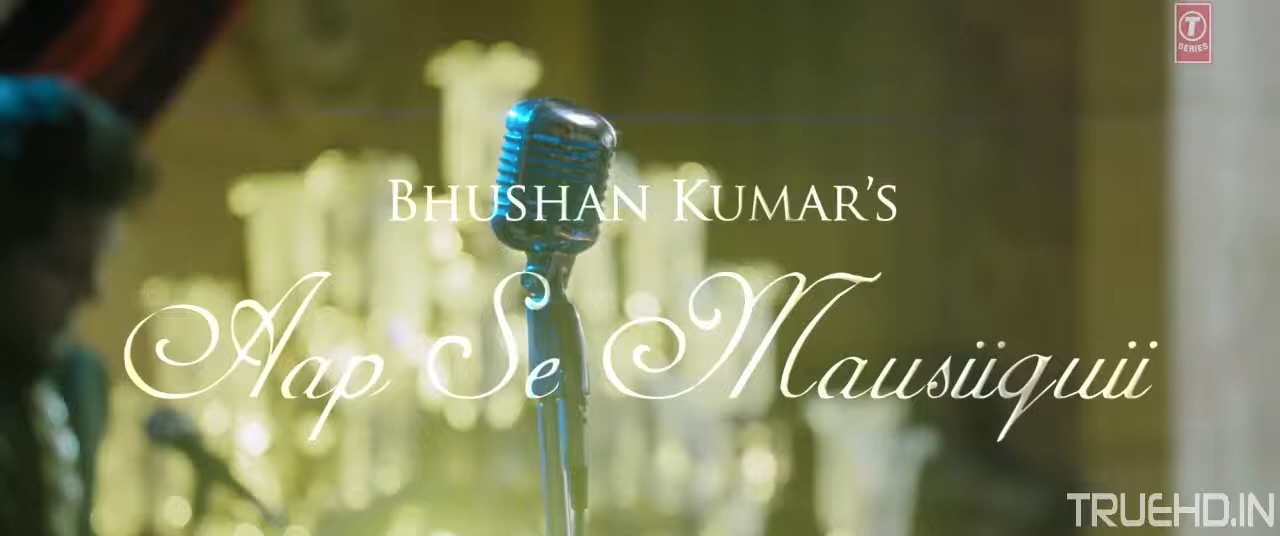 T
SERIES
BHUSHAN KUMAR'S
Aap Se Mausiiquii
TRUEHD.IN